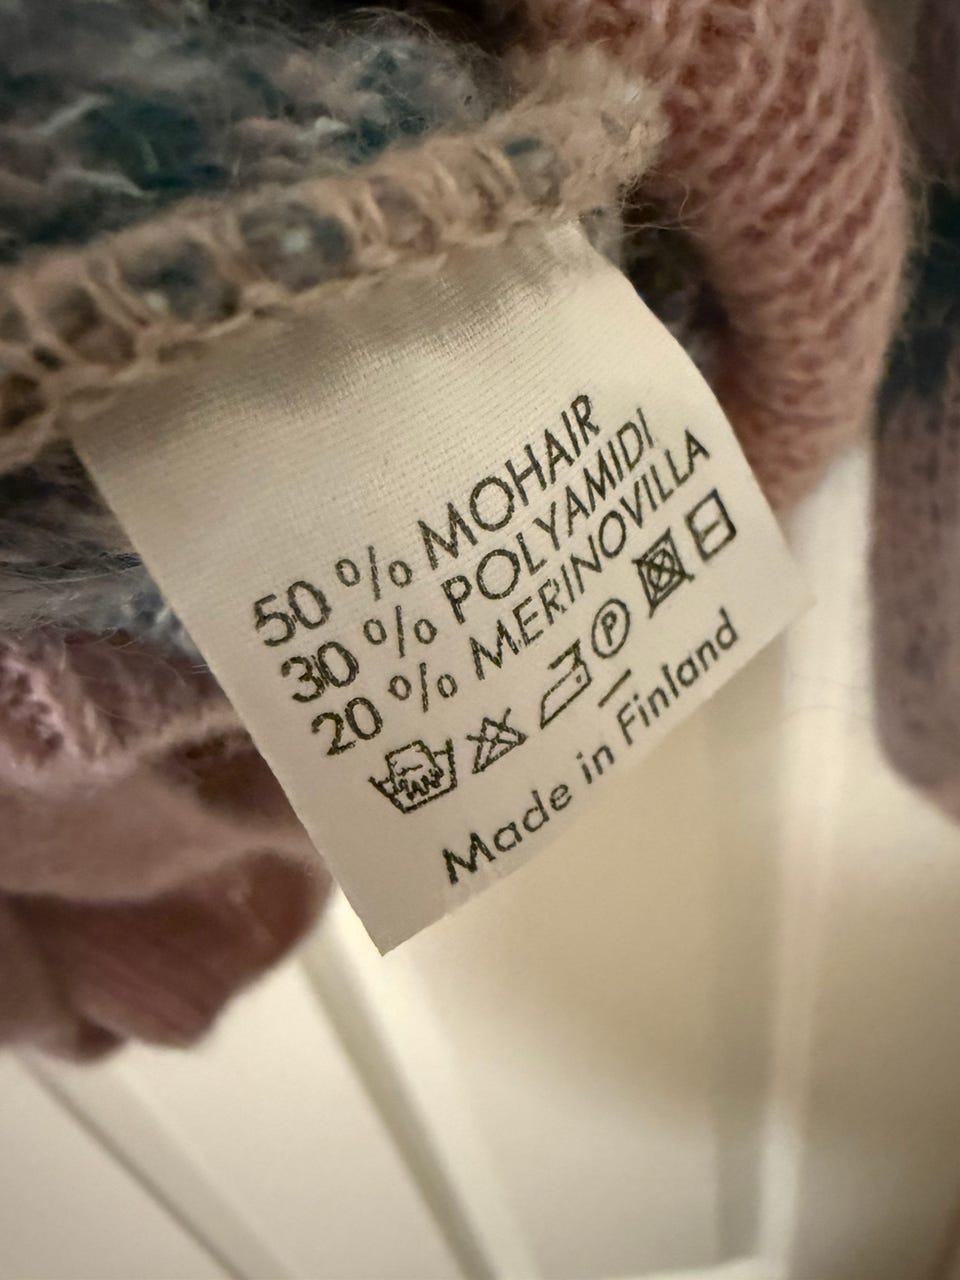 50 % MOHAIR
30 % POLYAMIDI
20 % MERINOVILLA
P
Made in Finland